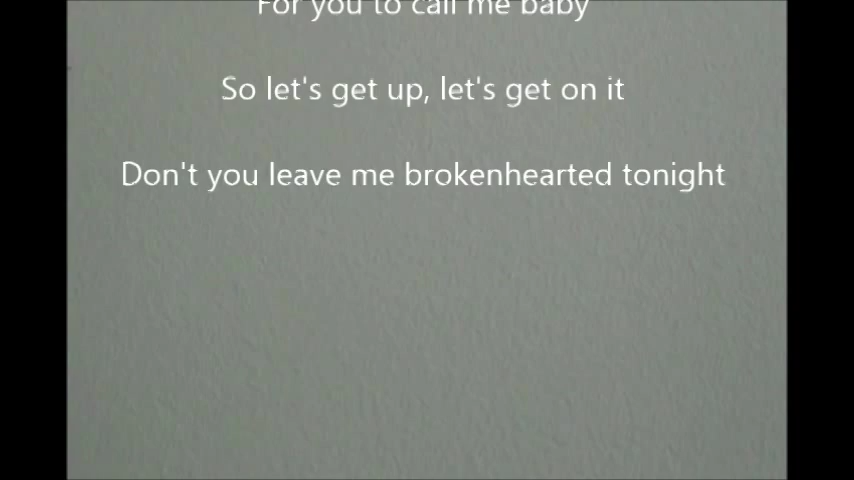 For you to call me baby
So let's get up, let's get on it
Don't you leave me brokenhearted tonight